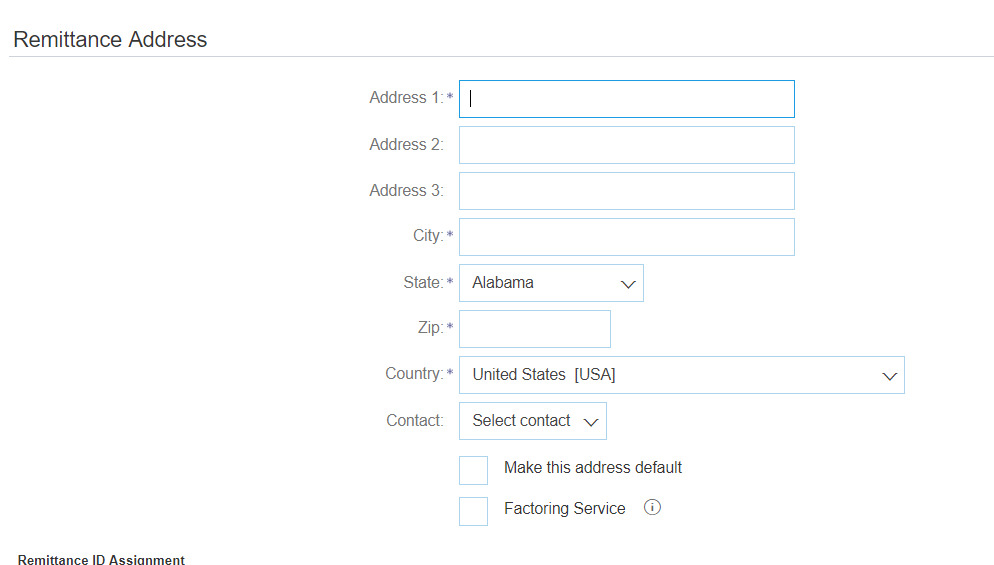 Remittance Address
Address 1:*
Address 2:
Address 3:
City:*
State:* Alabama
Zip:*
Country:* United States [USA]
Contact: Select contact
Make this address default
Factoring Service
Remittance ID Assignment